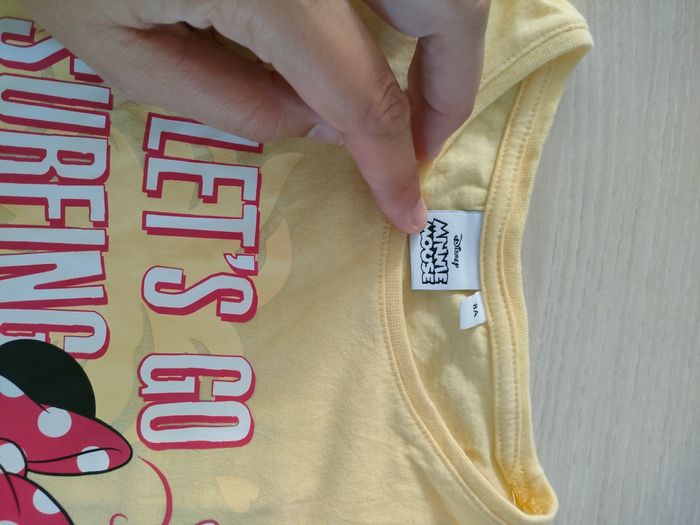 LET'S GO
SURFING
Disney
MINNIE
MOUSE
8A